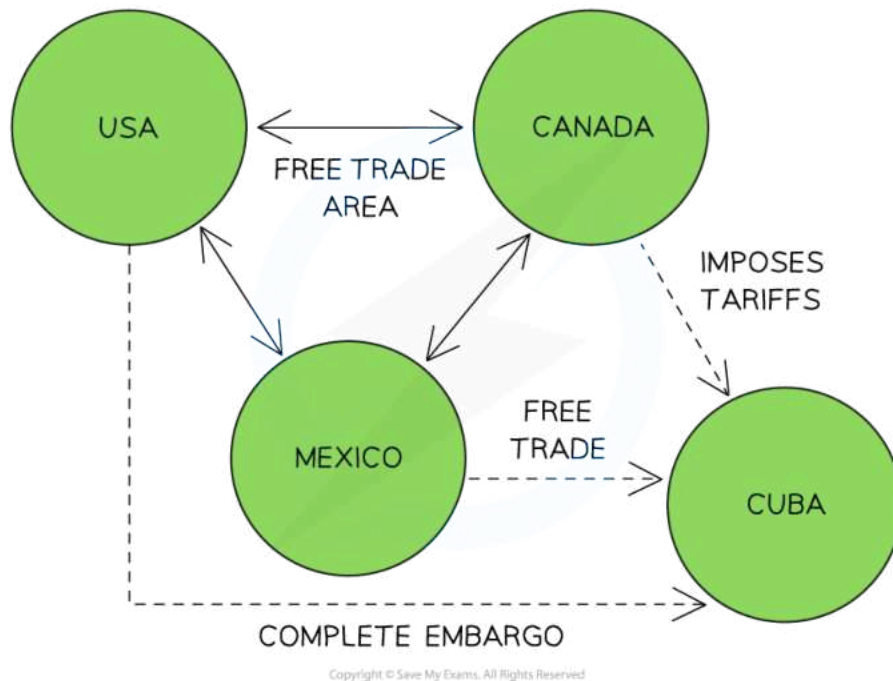 USA
CANADA
FREE TRADE
AREA
IMPOSES
TARIFFS
MEXICO
FREE
TRADE
CUBA
COMPLETE EMBARGO
Copyright © Save My Exams. All Rights Reserved